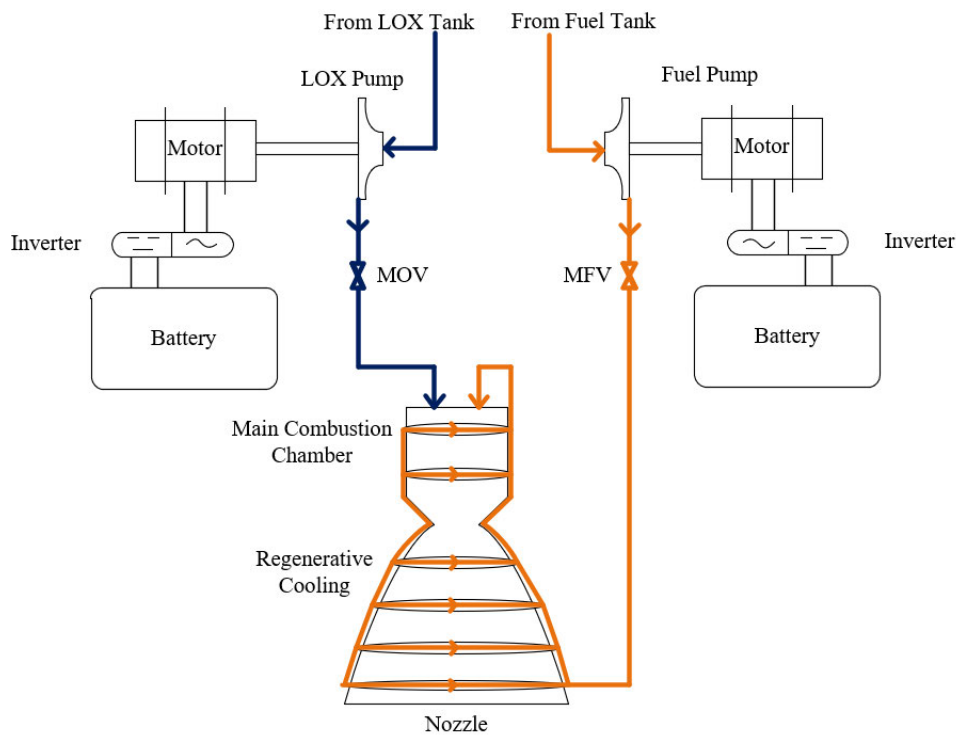 From LOX Tank
From Fuel Tank
LOX Pump
Fuel Pump
Motor
Motor
Inverter
Inverter
MOV
MFV
Battery
Battery
Main Combustion
Chamber
Regenerative
Cooling
Nozzle